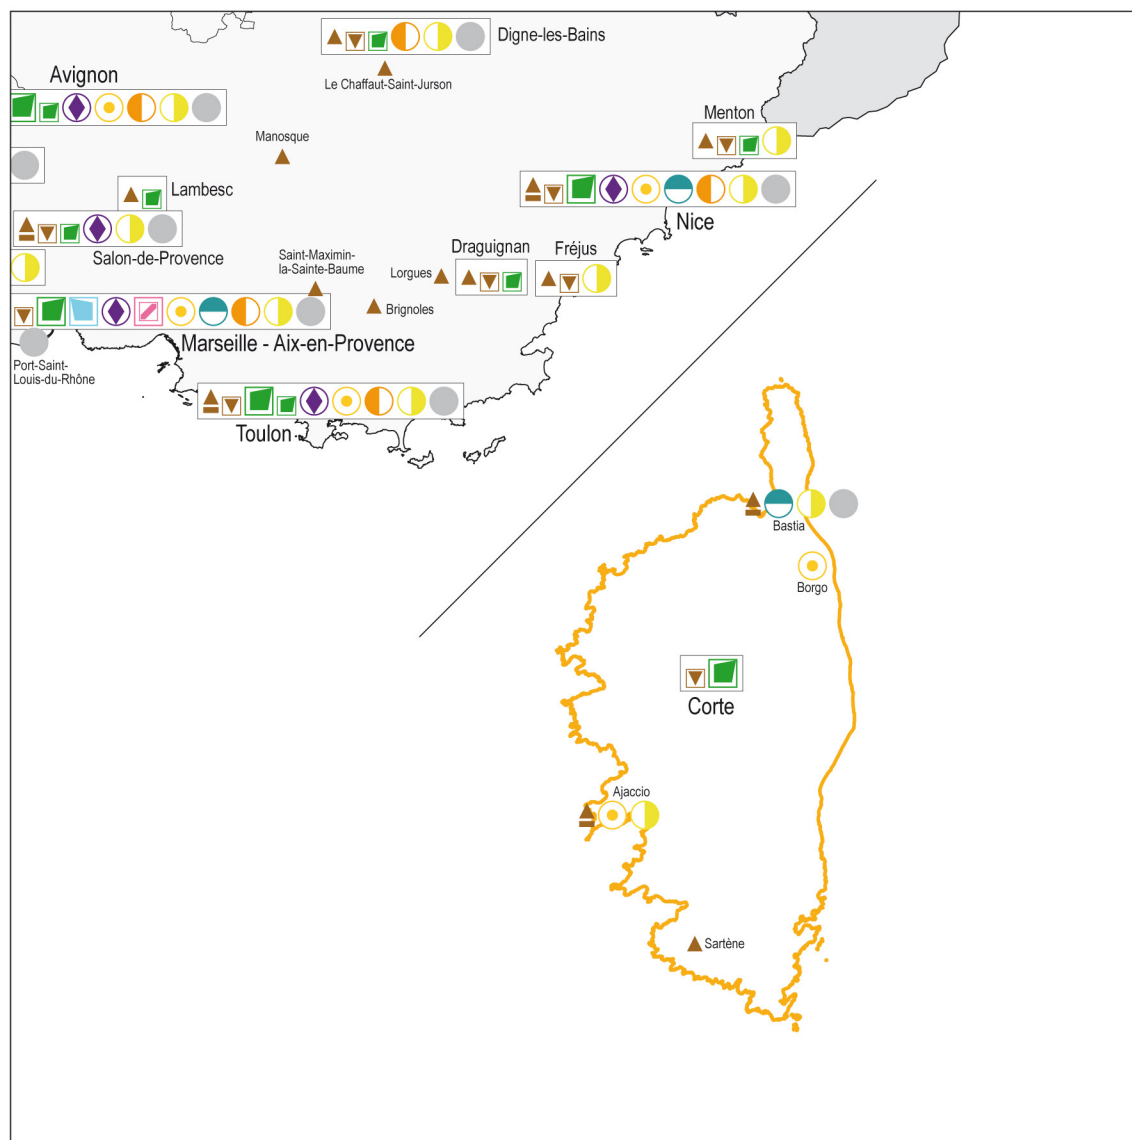 Digne-les-Bains
Avignon
Le Chaffaut-Saint-Jurson
Menton
Manosque
Lambesc
Nice
Salon-de-Provence
Saint-Maximin-
la-Sainte-Baume
Draguignan
Fréjus
Lorgues
Brignoles
Marseille - Aix-en-Provence
Port-Saint-
Louis-du-Rhône
Toulon
Bastia
Borgo
Corte
Ajaccio
Sartène